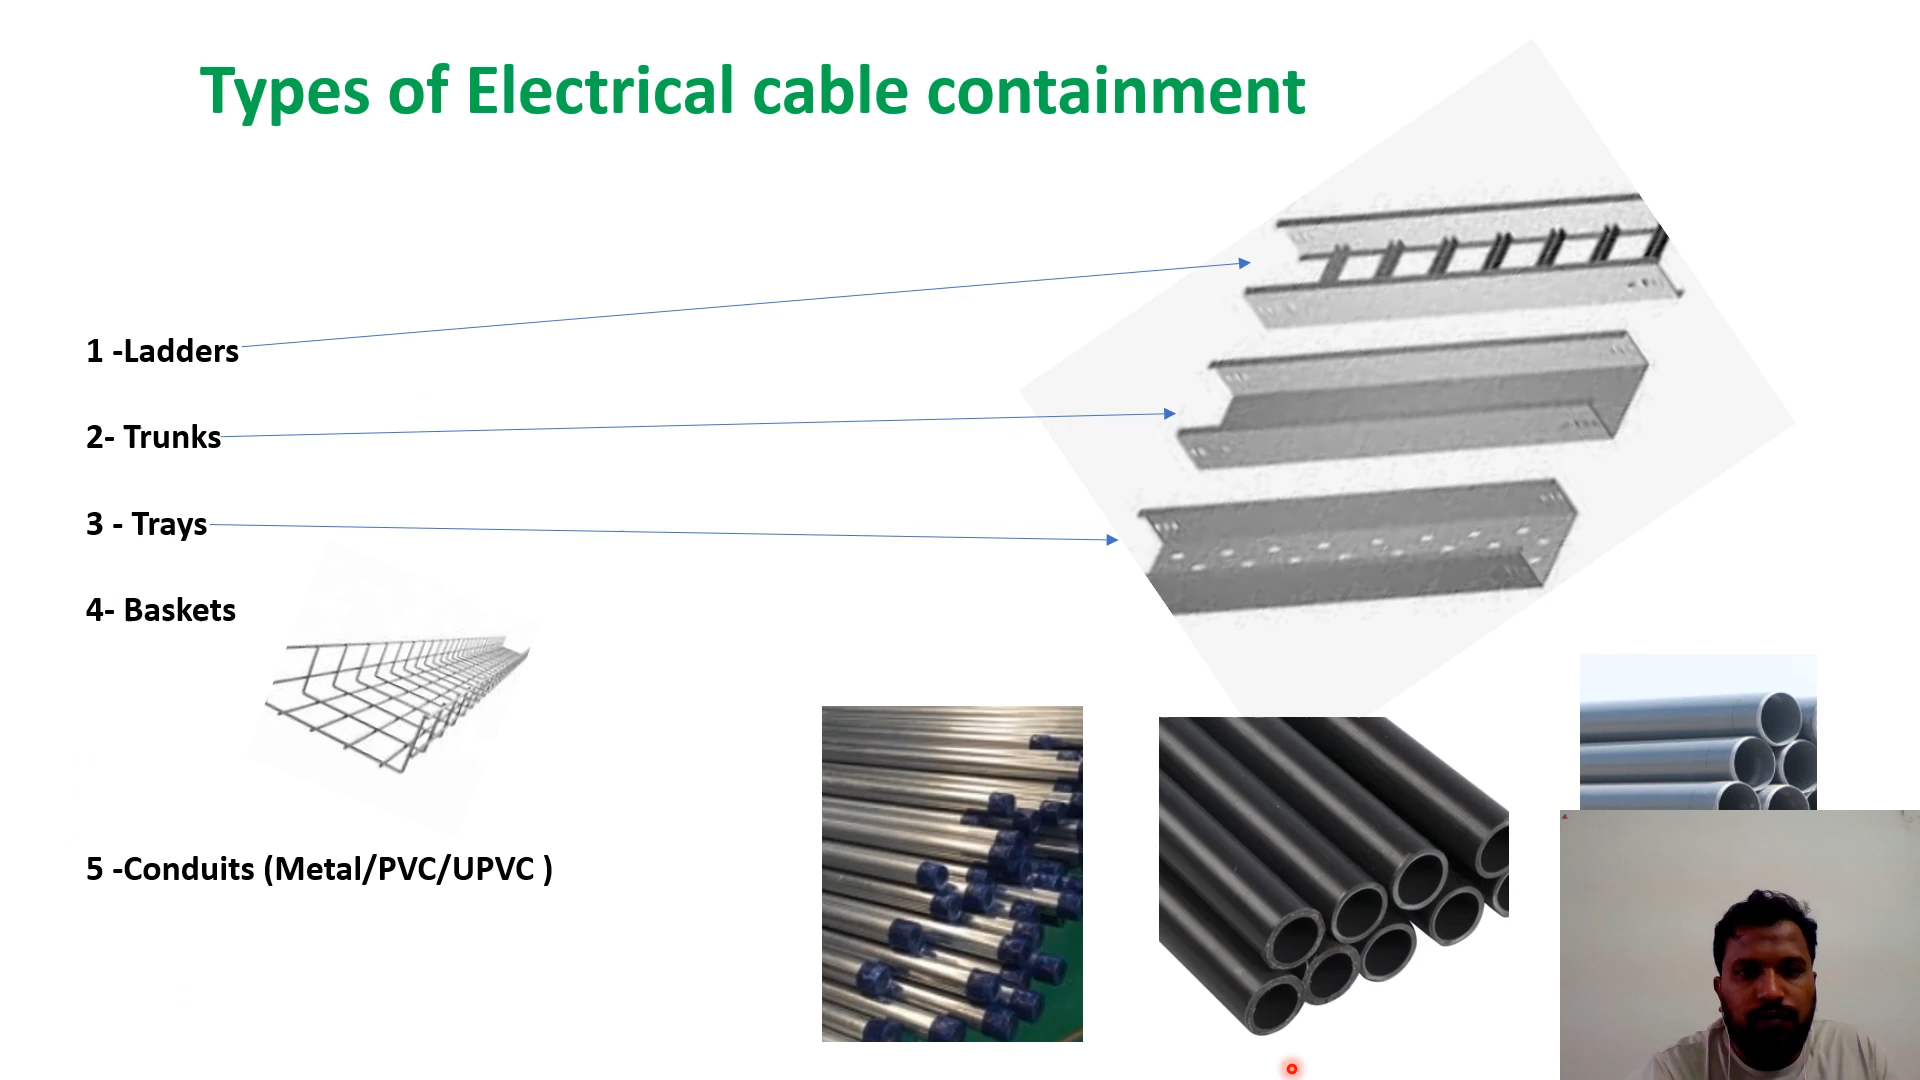 Types of Electrical cable containment
1 -Ladders
2- Trunks
3 - Trays
4- Baskets
5 -Conduits (Metal/PVC/UPVC )